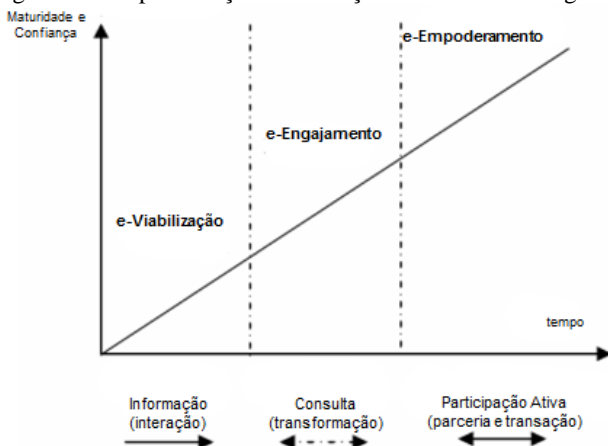 Maturidade e
Confiança
e-Empoderamento
e-Engajamento
e-Viabilização
tempo
Informação
(interação)
Consulta
(transformação)
Participação Ativa
(parceria e transação)